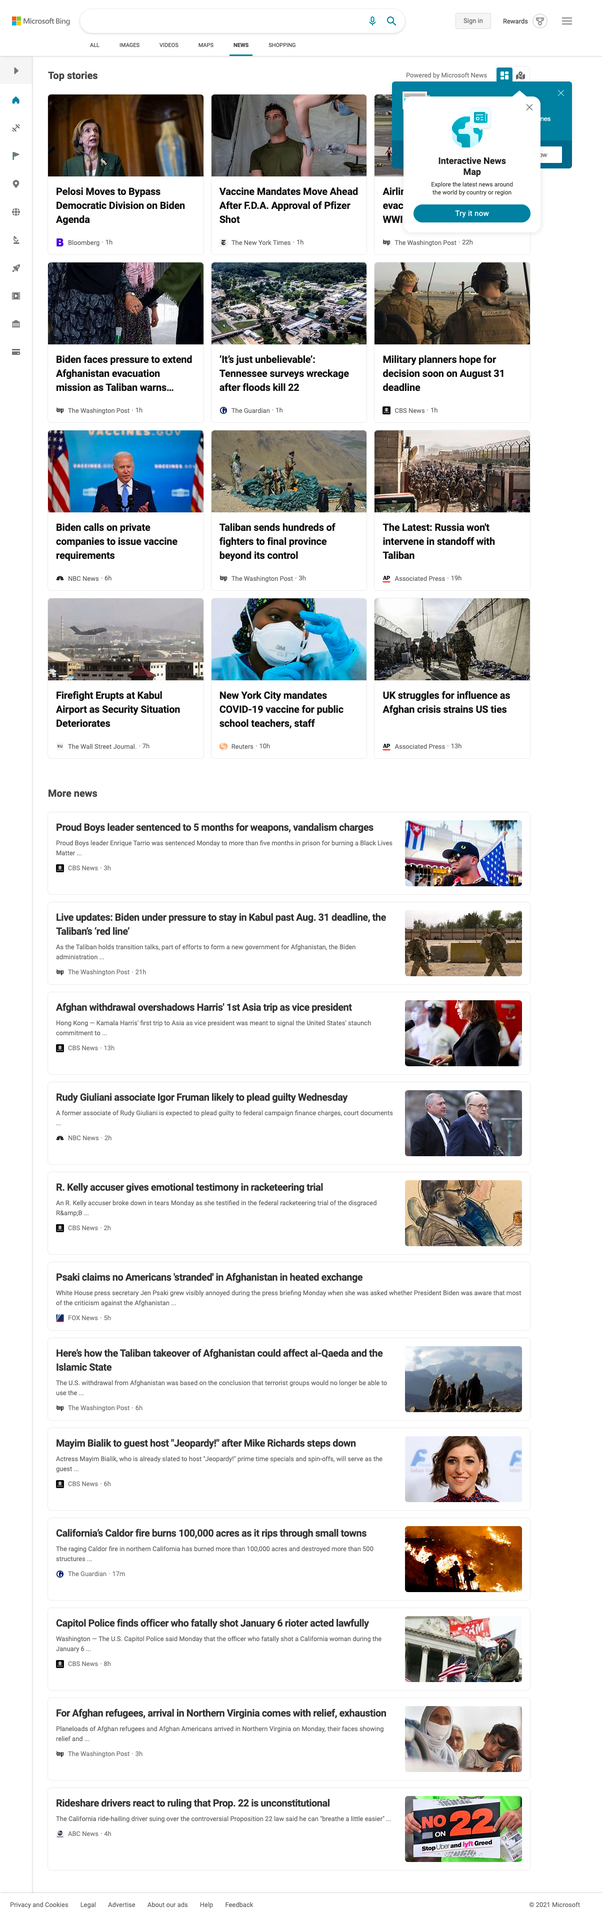 Microsoft Bing
Sign in
Rewards
ALL
IMAGES
VIDEOS
MAPS
NEWS
SHOPPING
Top stories
Powered by Microsoft News
Interactive News
Map
Explore the latest news around
the world by country or region
Try it now
Pelosi Moves to Bypass
Democratic Division on Biden
Agenda
Bloomberg · 1h
Vaccine Mandates Move Ahead
After F.D.A. Approval of Pfizer
Shot
The New York Times · 1h
evac
WWI
The Washington Post · 22h
Biden faces pressure to extend
Afghanistan evacuation
mission as Taliban warns...
The Washington Post · 1h
'It's just unbelievable':
Tennessee surveys wreckage
after floods kill 22
The Guardian · 1h
Military planners hope for
decision soon on August 31
deadline
CBS News · 1h
VACCINES.GOV
Biden calls on private
companies to issue vaccine
requirements
NBC News · 6h
Taliban sends hundreds of
fighters to final province
beyond its control
The Washington Post · 3h
The Latest: Russia won't
intervene in standoff with
Taliban
AP Associated Press · 19h
Firefight Erupts at Kabul
Airport as Security Situation
Deteriorates
WSJ The Wall Street Journal. · 7h
New York City mandates
COVID-19 vaccine for public
school teachers, staff
Reuters · 10h
UK struggles for influence as
Afghan crisis strains US ties
AP Associated Press · 13h
More news
Proud Boys leader sentenced to 5 months for weapons, vandalism charges
Proud Boys leader Enrique Tarrio was sentenced Monday to more than five months in prison for burning a Black Lives
Matter ...
CBS News · 3h
Live updates: Biden under pressure to stay in Kabul past Aug. 31 deadline, the
Taliban's 'red line'
As the Taliban holds transition talks, part of efforts to form a new government for Afghanistan, the Biden
administration ...
The Washington Post · 21h
Afghan withdrawal overshadows Harris' 1st Asia trip as vice president
Hong Kong — Kamala Harris' first trip to Asia as vice president was meant to signal the United States' staunch
commitment to ...
CBS News · 13h
Rudy Giuliani associate Igor Fruman likely to plead guilty Wednesday
A former associate of Rudy Giuliani is expected to plead guilty to federal campaign finance charges, court documents
...
NBC News · 2h
R. Kelly accuser gives emotional testimony in racketeering trial
An R. Kelly accuser broke down in tears Monday as she testified in the federal racketeering trial of the disgraced
R&amp;B ...
CBS News · 2h
Psaki claims no Americans 'stranded' in Afghanistan in heated exchange
White House press secretary Jen Psaki grew visibly annoyed during the press briefing Monday when she was asked whether President Biden was aware that most
of the criticism against the Afghanistan ...
FOX News · 5h
Here's how the Taliban takeover of Afghanistan could affect al-Qaeda and the
Islamic State
The U.S. withdrawal from Afghanistan was based on the conclusion that terrorist groups would no longer be able to
use the ...
The Washington Post · 6h
Mayim Bialik to guest host "Jeopardy!" after Mike Richards steps down
Actress Mayim Bialik, who is already slated to host "Jeopardy!" prime time specials and spin-offs, will serve as the
guest ...
CBS News · 6h
California's Caldor fire burns 100,000 acres as it rips through small towns
The raging Caldor fire in northern California has burned more than 100,000 acres and destroyed more than 500
structures ...
The Guardian · 17m
Capitol Police finds officer who fatally shot January 6 rioter acted lawfully
Washington — The U.S. Capitol Police said Monday that the officer who fatally shot a California woman during the
January 6 ...
CBS News · 8h
For Afghan refugees, arrival in Northern Virginia comes with relief, exhaustion
Planeloads of Afghan refugees and Afghan Americans arrived in Northern Virginia on Monday, their faces showing
relief and ...
The Washington Post · 3h
Rideshare drivers react to ruling that Prop. 22 is unconstitutional
The California ride-hailing driver suing over the controversial Proposition 22 law said he can "breathe a little easier" ...
ABC News · 4h
NO ON 22
Stop Uber and lyft Greed
Privacy and Cookies
Legal
Advertise
About our ads
Help
Feedback
© 2021 Microsoft